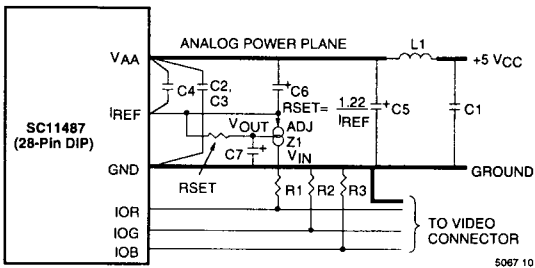 ANALOG POWER PLANE
L1
VAA
+5 VCC
C4
C2,
C3
+
C6
RSET= 1.22
IREF
+
C5
C1
IREF
SC11487
(28-Pin DIP)
VOUT
ADJ
Z1
C7
+
VIN
GND
GROUND
RSET
R1
R2
R3
IOR
IOG
IOB
TO VIDEO
CONNECTOR
5067 10